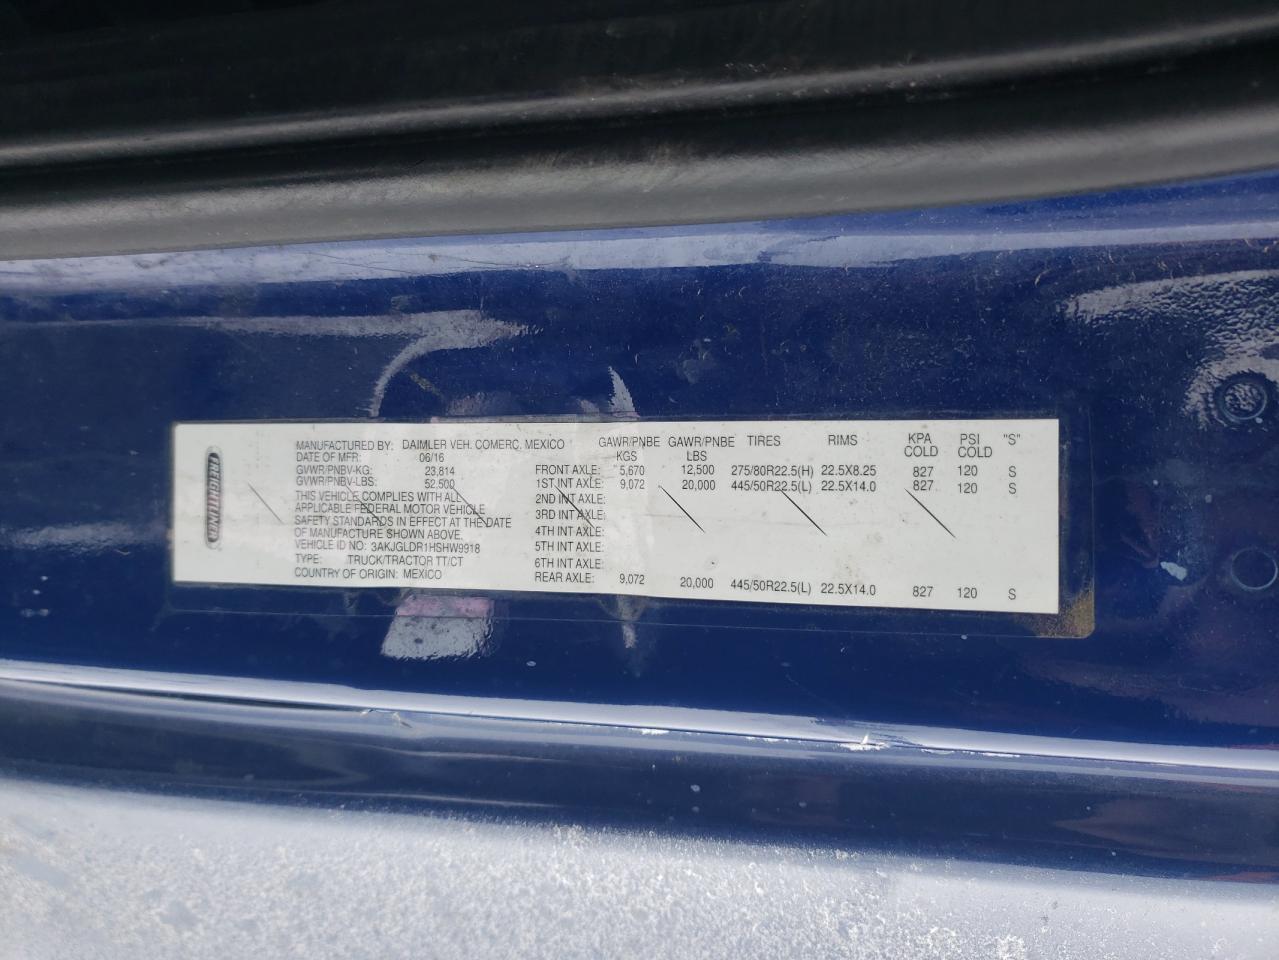 FREIGHTLINER
MANUFACTURED BY: DAIMLER VEH. COMERC, MEXICO
DATE OF MFR: 06/16
GVWR/PNBV-KG: 23,814
GVWR/PNBV-LBS: 52,500
THIS VEHICLE COMPLIES WITH ALL
APPLICABLE FEDERAL MOTOR VEHICLE
SAFETY STANDARDS IN EFFECT AT THE DATE
OF MANUFACTURE SHOWN ABOVE.
VEHICLE ID NO: 3AKJGLDR1HSHW9918
TYPE: TRUCK/TRACTOR TT/CT
COUNTRY OF ORIGIN: MEXICO
GAWR/PNBE GAWR/PNBE TIRES RIMS KPA PSI "S"
KGS LBS COLD COLD
FRONT AXLE: 5,670 12,500 275/80R22.5(H) 22.5X8.25 827 120 S
1ST INT AXLE: 9,072 20,000 445/50R22.5(L) 22.5X14.0 827 120 S
2ND INT AXLE:
3RD INT AXLE:
4TH INT AXLE:
5TH INT AXLE:
6TH INT AXLE:
REAR AXLE: 9,072 20,000 445/50R22.5(L) 22.5X14.0 827 120 S